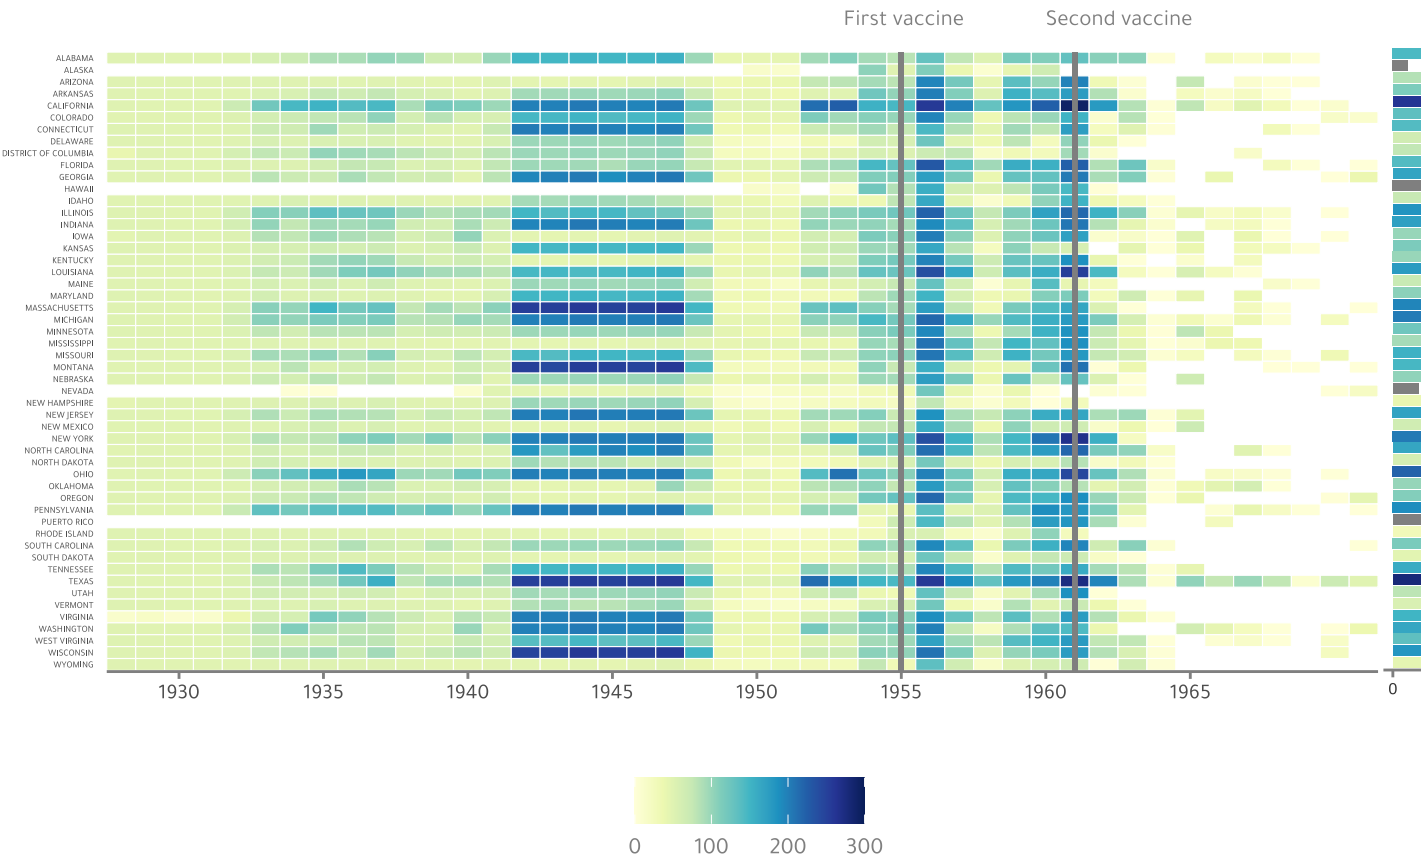 First vaccine Second vaccine
ALABAMA
ALASKA
ARIZONA
ARKANSAS
CALIFORNIA
COLORADO
CONNECTICUT
DELAWARE
DISTRICT OF COLUMBIA
FLORIDA
GEORGIA
HAWAII
IDAHO
ILLINOIS
INDIANA
IOWA
KANSAS
KENTUCKY
LOUISIANA
MAINE
MARYLAND
MASSACHUSETTS
MICHIGAN
MINNESOTA
MISSISSIPPI
MISSOURI
MONTANA
NEBRASKA
NEVADA
NEW HAMPSHIRE
NEW JERSEY
NEW MEXICO
NEW YORK
NORTH CAROLINA
NORTH DAKOTA
OHIO
OKLAHOMA
OREGON
PENNSYLVANIA
PUERTO RICO
RHODE ISLAND
SOUTH CAROLINA
SOUTH DAKOTA
TENNESSEE
TEXAS
UTAH
VERMONT
VIRGINIA
WASHINGTON
WEST VIRGINIA
WISCONSIN
WYOMING
1930 1935 1940 1945 1950 1955 1960 1965 0
0 100 200 300